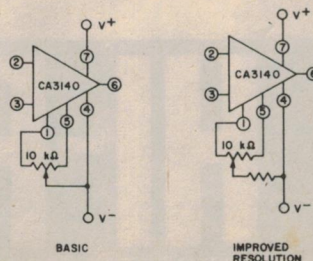 V+
7
2
CA3140
6
3
4
5
1
10 kΩ
V-
BASIC
V+
7
2
CA3140
6
3
4
5
1
10 kΩ
V-
IMPROVED
RESOLUTION